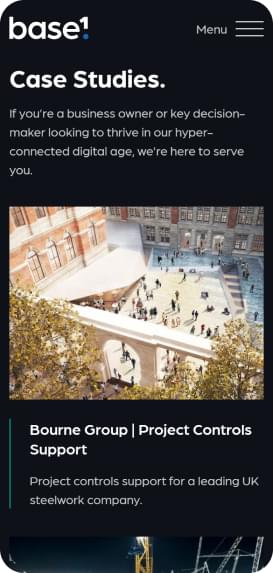 base1.
Menu
Case Studies.
If you're a business owner or key decision-
maker looking to thrive in our hyper-
connected digital age, we're here to serve
you.
Bourne Group | Project Controls
Support
Project controls support for a leading UK
steelwork company.